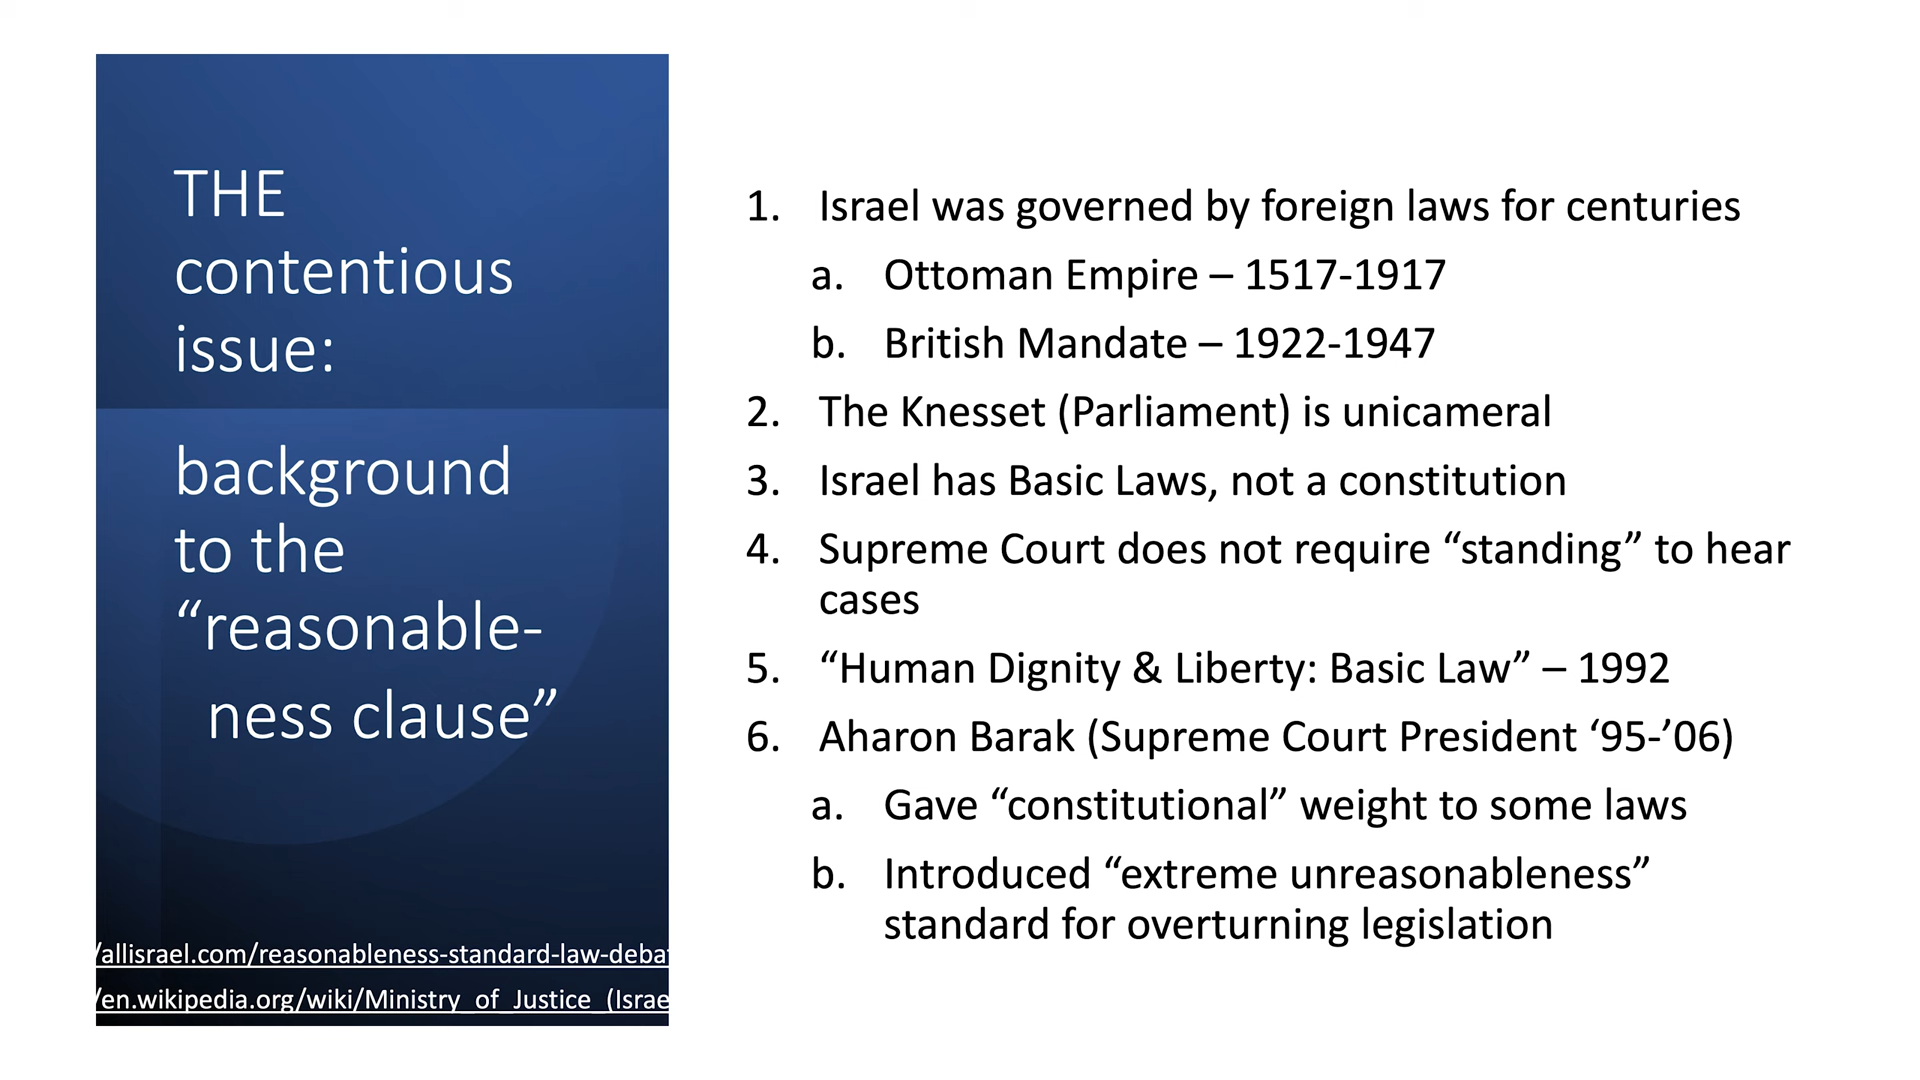 THE
contentious
issue:
background
to the
“reasonable-
ness clause”
/allisrael.com/reasonableness-standard-law-debat
/en.wikipedia.org/wiki/Ministry_of_Justice_(Israe
1. Israel was governed by foreign laws for centuries
a. Ottoman Empire – 1517-1917
b. British Mandate – 1922-1947
2. The Knesset (Parliament) is unicameral
3. Israel has Basic Laws, not a constitution
4. Supreme Court does not require “standing” to hear
cases
5. “Human Dignity & Liberty: Basic Law” – 1992
6. Aharon Barak (Supreme Court President ‘95-’06)
a. Gave “constitutional” weight to some laws
b. Introduced “extreme unreasonableness”
standard for overturning legislation